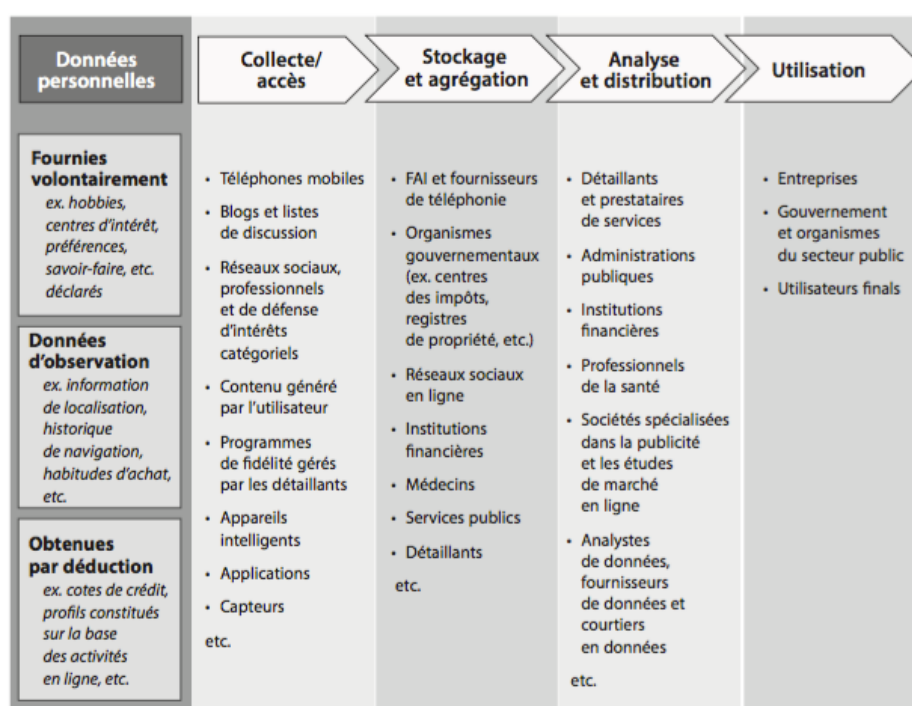 Données
personnelles
Collecte/
accès
Stockage
et agrégation
Analyse
et distribution
Utilisation
Fournies
volontairement
ex. hobbies,
centres d'intérêt,
préférences,
savoir-faire, etc.
déclarés
Données
d'observation
ex. information
de localisation,
historique
de navigation,
habitudes d'achat,
etc.
Obtenues
par déduction
ex. cotes de crédit,
profils constitués
sur la base
des activités
en ligne, etc.
• Téléphones mobiles
• Blogs et listes
de discussion
• Réseaux sociaux,
professionnels
et de défense
d'intérêts
catégoriels
• Contenu généré
par l'utilisateur
• Programmes
de fidélité gérés
par les détaillants
• Appareils
intelligents
• Applications
• Capteurs
etc.
• FAI et fournisseurs
de téléphonie
• Organismes
gouvernementaux
(ex. centres
des impôts,
registres
de propriété, etc.)
• Réseaux sociaux
en ligne
• Institutions
financières
• Médecins
• Services publics
• Détaillants
etc.
• Détaillants
et prestataires
de services
• Administrations
publiques
• Institutions
financières
• Professionnels
de la santé
• Sociétés spécialisées
dans la publicité
et les études
de marché
en ligne
• Analystes
de données,
fournisseurs
de données et
courtiers
en données
etc.
• Entreprises
• Gouvernement
et organismes
du secteur public
• Utilisateurs finals